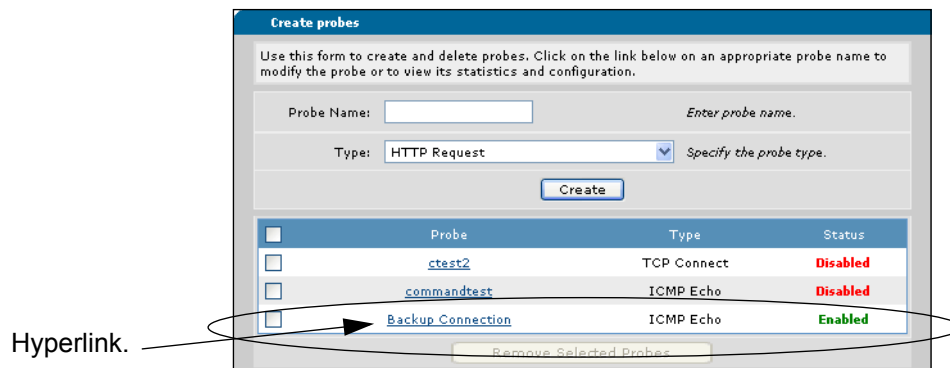 Create probes
Use this form to create and delete probes. Click on the link below on an appropriate probe name to
modify the probe or to view its statistics and configuration.
Probe Name: Enter probe name.
Type: HTTP Request Specify the probe type.
Create
Probe Type Status
ctest2 TCP Connect Disabled
commandtest ICMP Echo Disabled
Backup Connection ICMP Echo Enabled
Hyperlink.
Remove Selected Probes